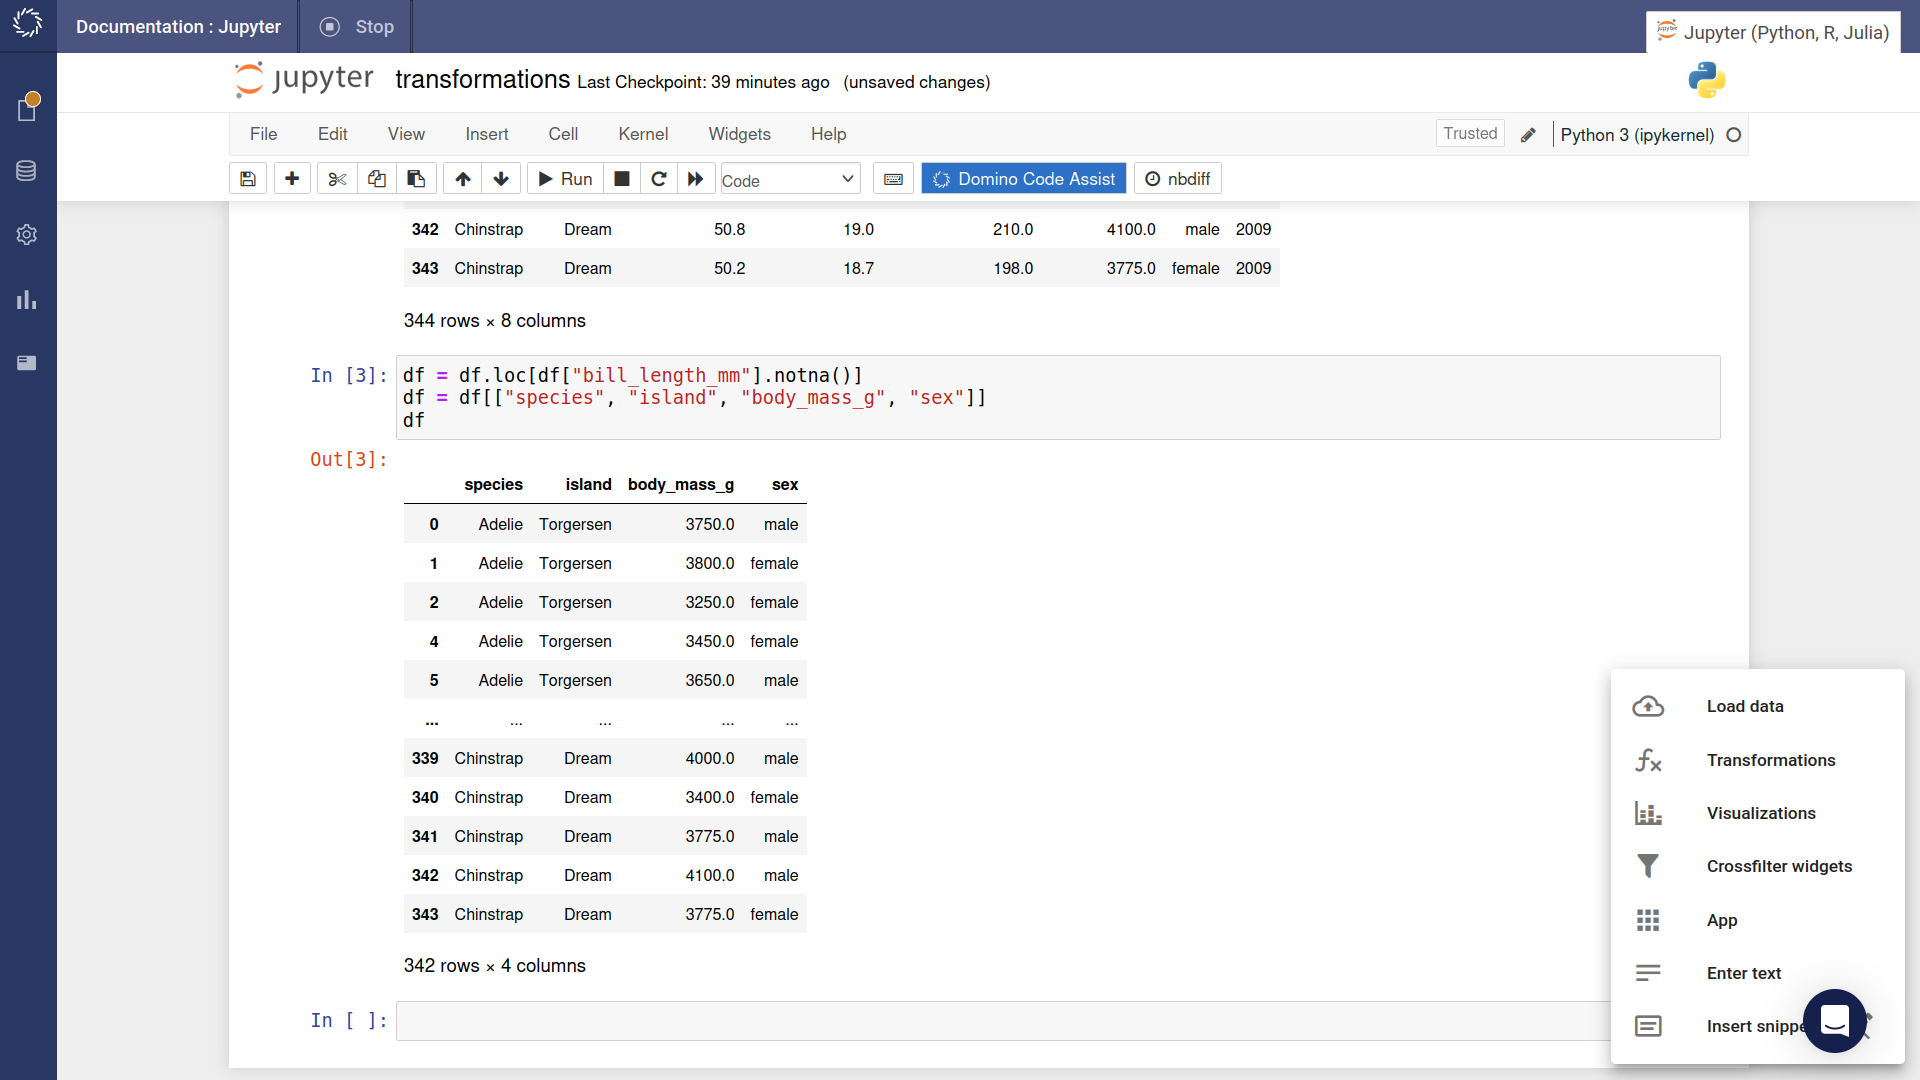 Documentation : Jupyter
Stop
Jupyter (Python, R, Julia)
jupyter transformations Last Checkpoint: 39 minutes ago (unsaved changes)
File Edit View Insert Cell Kernel Widgets Help
Trusted
Python 3 (ipykernel)
Run
Code
Domino Code Assist
nbdiff
342 Chinstrap Dream 50.8 19.0 210.0 4100.0 male 2009
343 Chinstrap Dream 50.2 18.7 198.0 3775.0 female 2009
344 rows × 8 columns
In [3]: df = df.loc[df["bill_length_mm"].notna()]
df = df[["species", "island", "body_mass_g", "sex"]]
df
Out[3]:
species island body_mass_g sex
0 Adelie Torgersen 3750.0 male
1 Adelie Torgersen 3800.0 female
2 Adelie Torgersen 3250.0 female
4 Adelie Torgersen 3450.0 female
5 Adelie Torgersen 3650.0 male
... ... ... ... ...
339 Chinstrap Dream 4000.0 male
340 Chinstrap Dream 3400.0 female
341 Chinstrap Dream 3775.0 male
342 Chinstrap Dream 4100.0 male
343 Chinstrap Dream 3775.0 female
342 rows × 4 columns
In [ ]:
Load data
Transformations
Visualizations
Crossfilter widgets
App
Enter text
Insert snippe